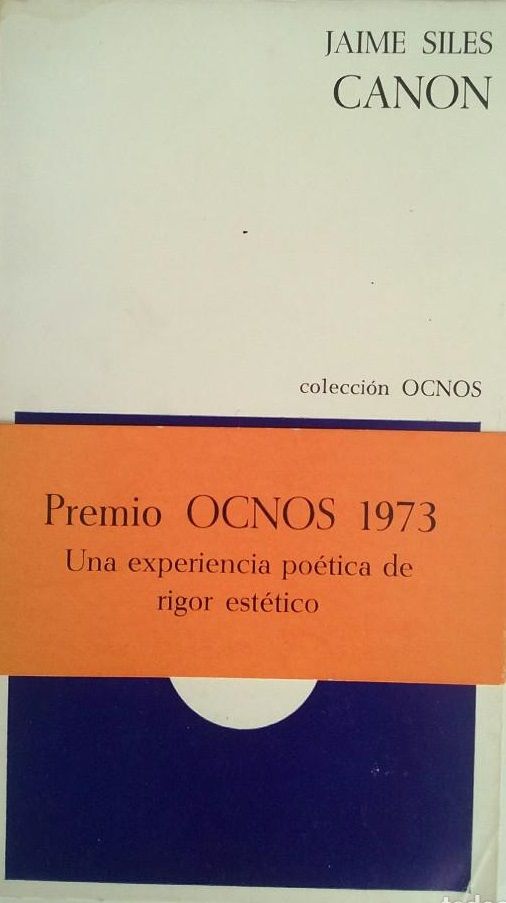 JAIME SILES
CANON
colección OCNOS
Premio OCNOS 1973
Una experiencia poética de
rigor estético